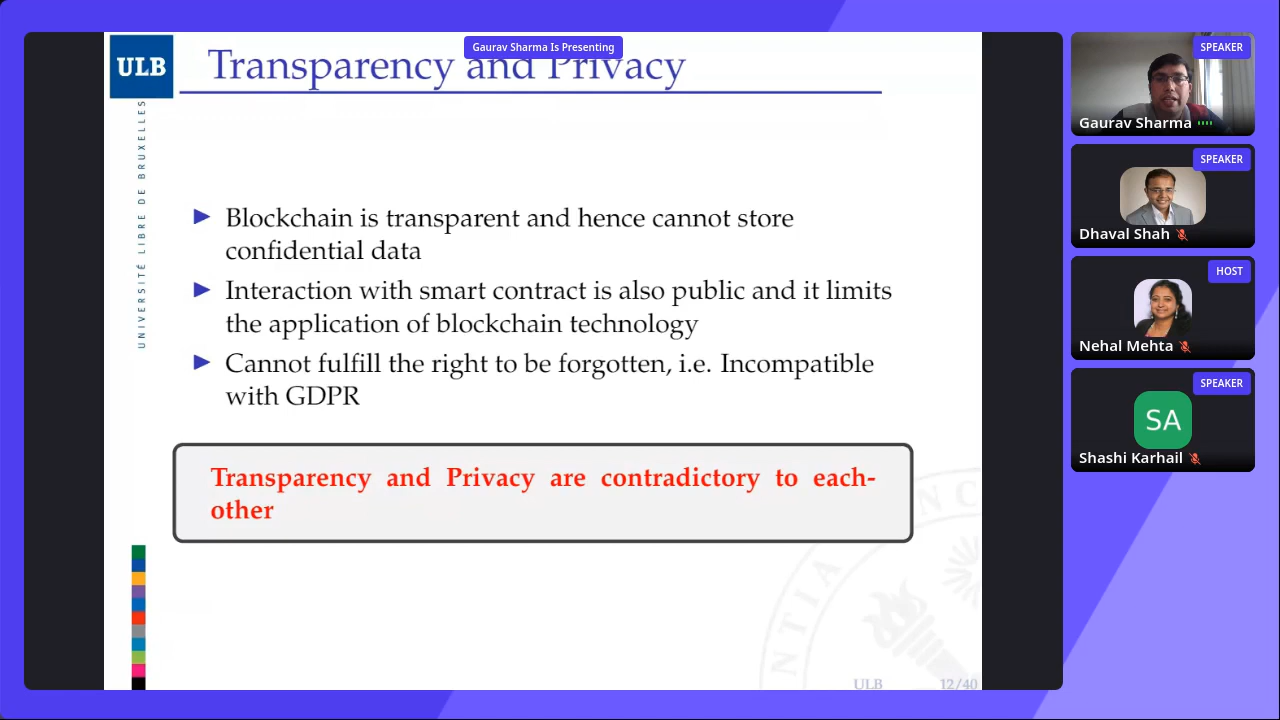 Gaurav Sharma Is Presenting
ULB
Transparency and Privacy
UNIVERSITÉ LIBRE DE BRUXELLES
Blockchain is transparent and hence cannot store
confidential data
Interaction with smart contract is also public and it limits
the application of blockchain technology
Cannot fulfill the right to be forgotten, i.e. Incompatible
with GDPR
Transparency and Privacy are contradictory to each-
other
ULB 12/40
SPEAKER
Gaurav Sharma
SPEAKER
Dhaval Shah
HOST
Nehal Mehta
SPEAKER
SA
Shashi Karhail